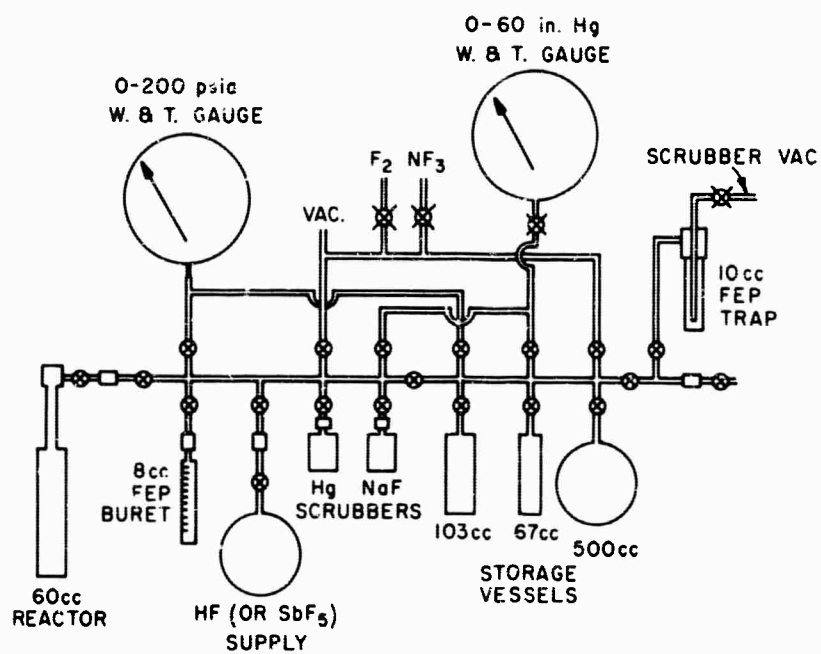 0-60 in. Hg
W. & T. GAUGE
0-200 psia
W. & T. GAUGE
F2
NF3
SCRUBBER VAC
VAC.
10cc
FEP
TRAP
8cc
FEP
BURET
Hg
NaF
SCRUBBERS
103cc
67cc
500cc
STORAGE
VESSELS
60cc
REACTOR
HF (OR SbF5)
SUPPLY